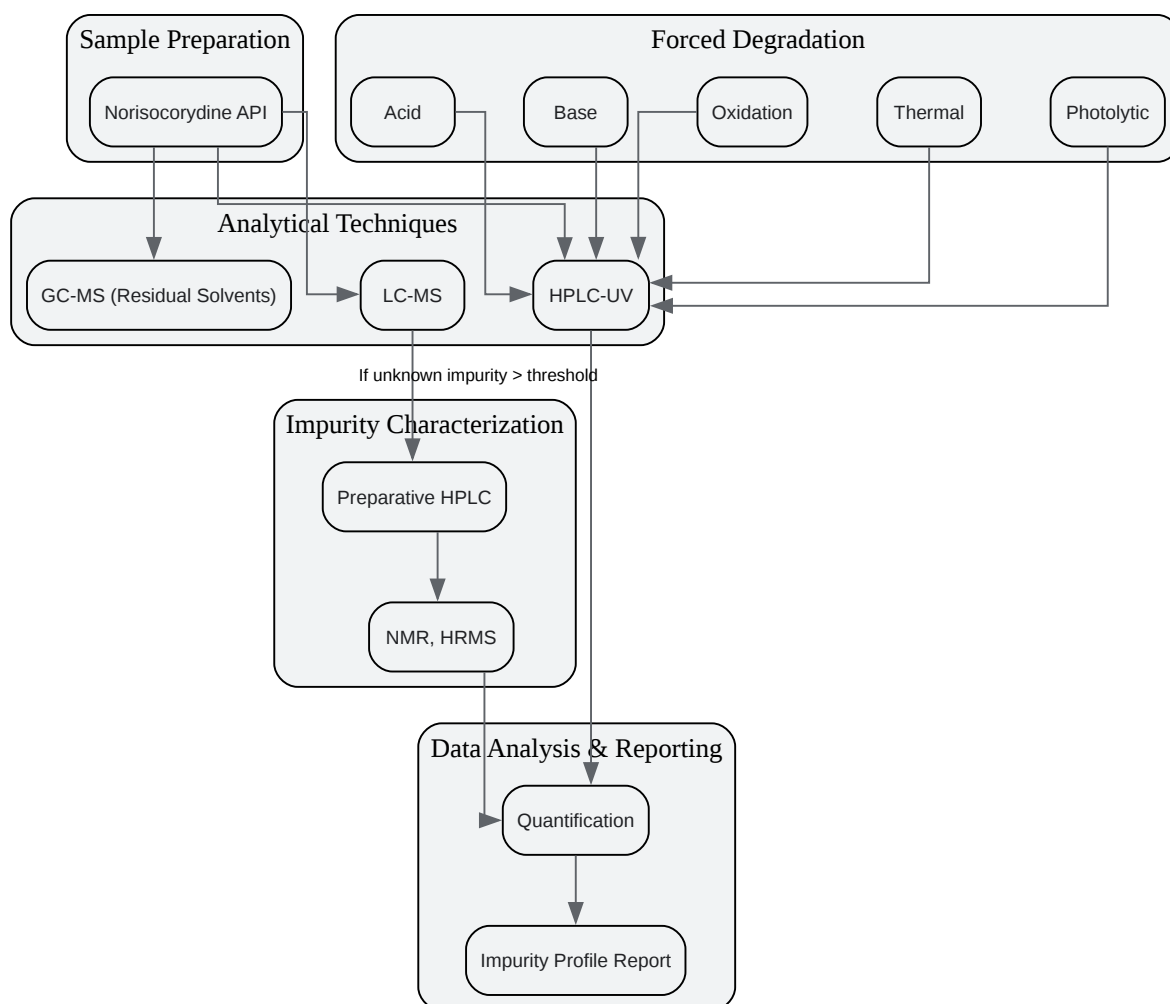 Sample Preparation
Forced Degradation
Norisocorydine API
Acid
Base
Oxidation
Thermal
Photolytic
Analytical Techniques
GC-MS (Residual Solvents)
LC-MS
HPLC-UV
If unknown impurity > threshold
Impurity Characterization
Preparative HPLC
NMR, HRMS
Data Analysis & Reporting
Quantification
Impurity Profile Report